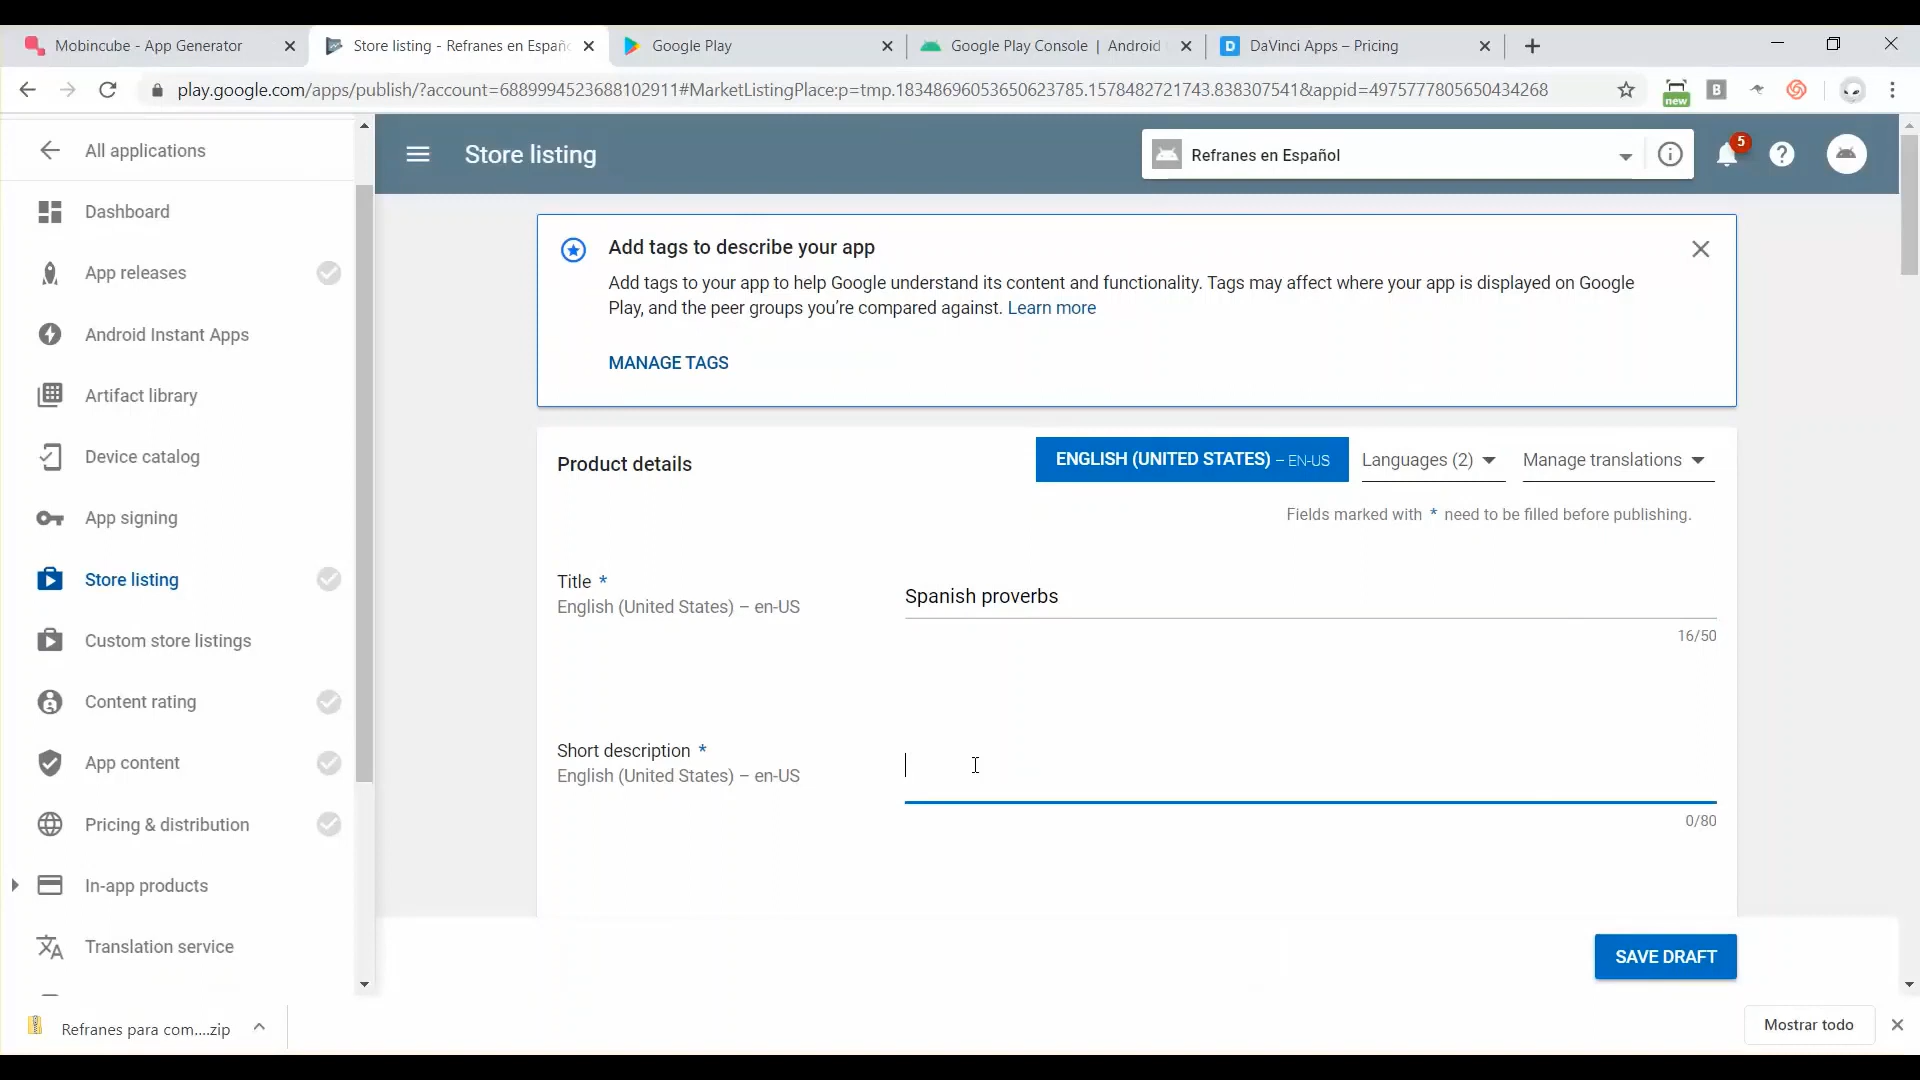 Mobincube - App Generator
Store listing - Refranes en Españo
Google Play
Google Play Console | Android
D
DaVinci Apps – Pricing
play.google.com/apps/publish/?account=6889994523688102911#MarketListingPlace:p=tmp.18348696053650623785.1578482721743.838307541&appid=4975777805650434268
new
B
All applications
Store listing
Refranes en Español
5
Dashboard
App releases
Android Instant Apps
Artifact library
Device catalog
App signing
Store listing
Custom store listings
Content rating
App content
Pricing & distribution
In-app products
Translation service
Add tags to describe your app
Add tags to your app to help Google understand its content and functionality. Tags may affect where your app is displayed on Google
Play, and the peer groups you’re compared against. Learn more
MANAGE TAGS
Product details
ENGLISH (UNITED STATES) – EN-US
Languages (2)
Manage translations
Fields marked with * need to be filled before publishing.
Title *
English (United States) – en-US
Spanish proverbs
16/50
Short description *
English (United States) – en-US
0/80
SAVE DRAFT
Refranes para com....zip
Mostrar todo